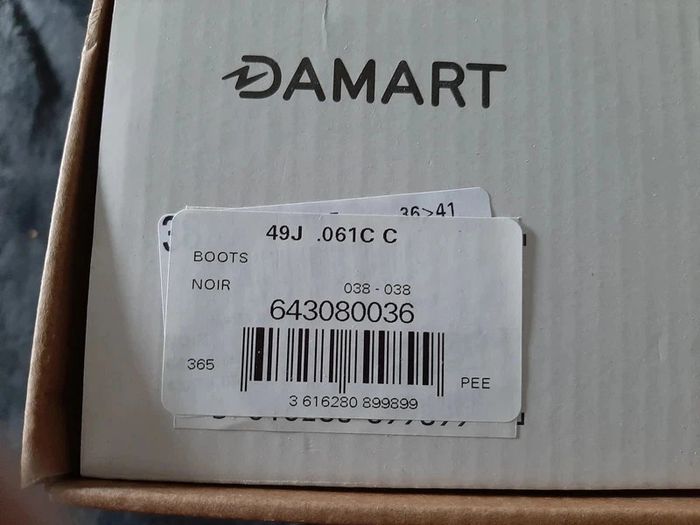 DAMART
36>41
49J .061C C
BOOTS
NOIR 038 - 038
643080036
365
PEE
3 616280 899899